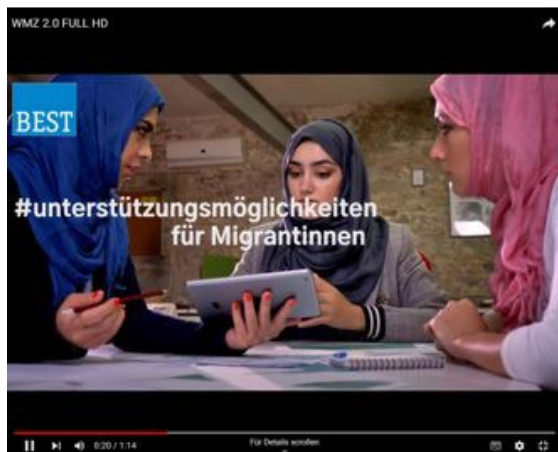 WMZ 2.0 FULL HD
BEST
#unterstützungsmöglichkeiten
für Migrantinnen
0:20 / 1:14
Für Details scrollen